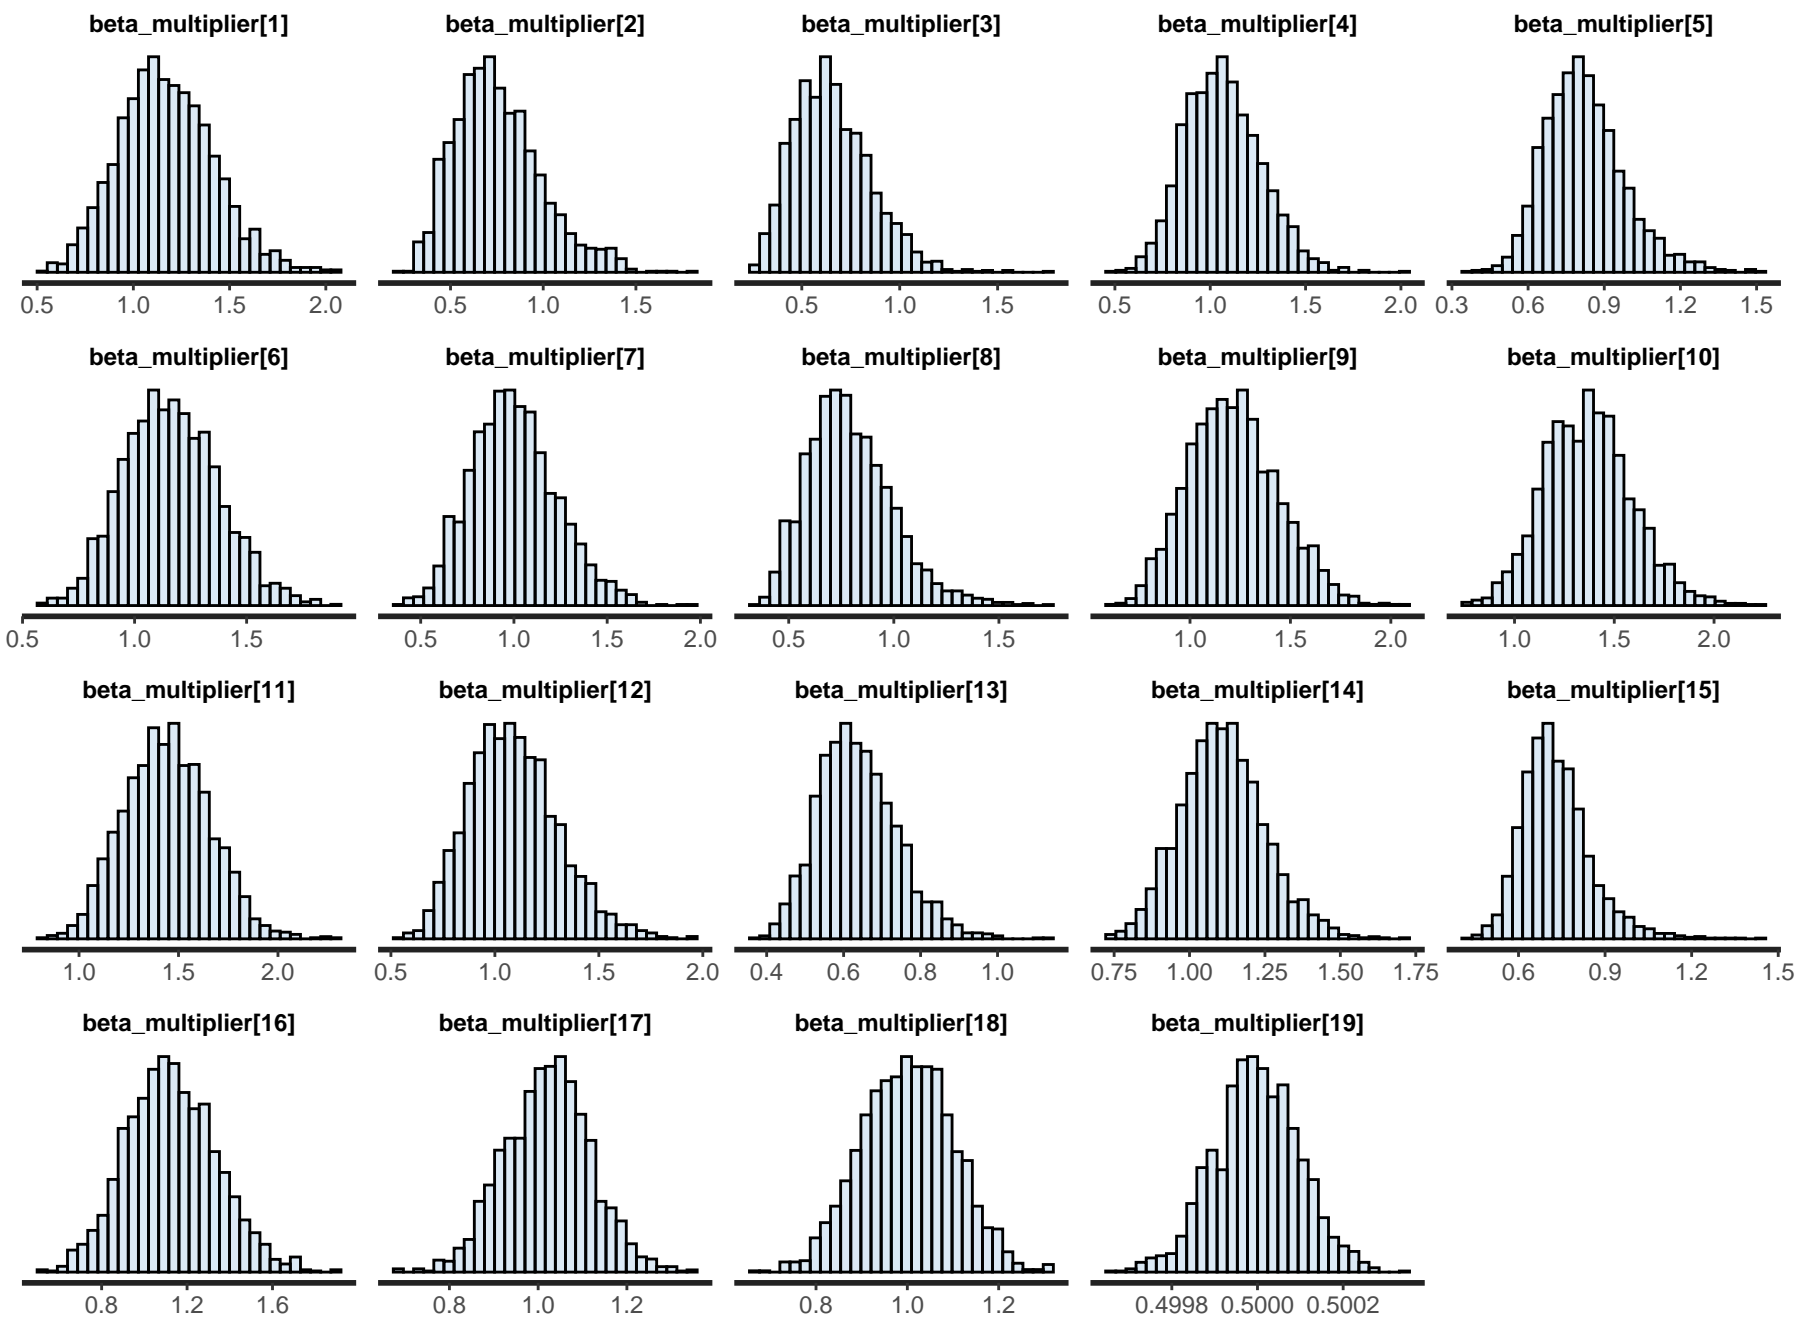 beta_multiplier[1] beta_multiplier[2] beta_multiplier[3] beta_multiplier[4] beta_multiplier[5]
0.5 1.0 1.5 2.0 0.5 1.0 1.5 0.5 1.0 1.5 0.5 1.0 1.5 2.0 0.3 0.6 0.9 1.2 1.5
beta_multiplier[6] beta_multiplier[7] beta_multiplier[8] beta_multiplier[9] beta_multiplier[10]
0.5 1.0 1.5 0.5 1.0 1.5 2.0 0.5 1.0 1.5 1.0 1.5 2.0 1.0 1.5 2.0
beta_multiplier[11] beta_multiplier[12] beta_multiplier[13] beta_multiplier[14] beta_multiplier[15]
1.0 1.5 2.0 0.5 1.0 1.5 2.0 0.4 0.6 0.8 1.0 0.75 1.00 1.25 1.50 1.75 0.6 0.9 1.2 1.5
beta_multiplier[16] beta_multiplier[17] beta_multiplier[18] beta_multiplier[19]
0.8 1.2 1.6 0.8 1.0 1.2 0.8 1.0 1.2 0.4998 0.5000 0.5002